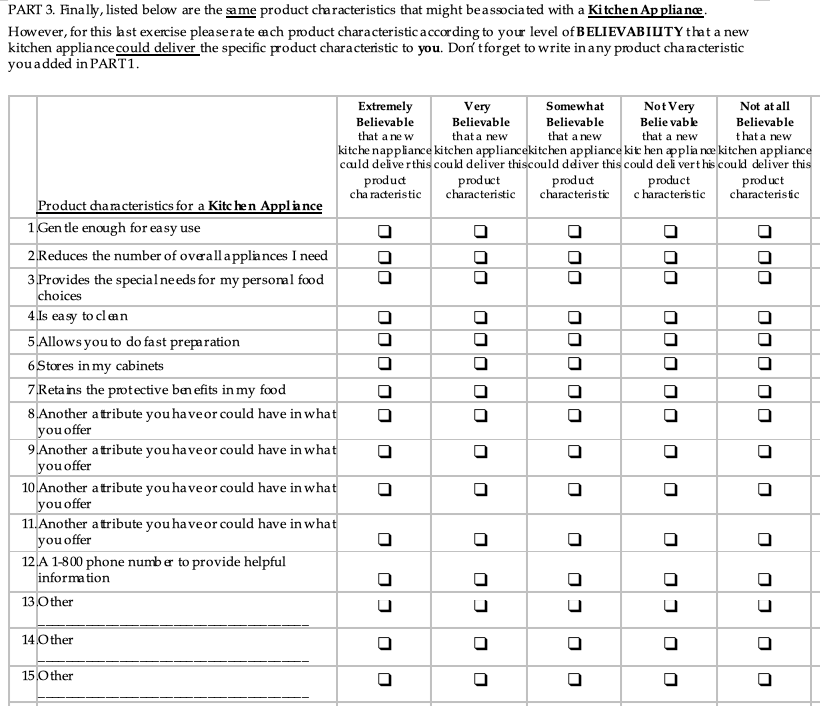 PART 3. Finally, listed below are the same product characteristics that might be associated with a Kitchen Appliance.
However, for this last exercise please rate each product characteristic according to your level of BELIEVABILITY that a new
kitchen appliance could deliver the specific product characteristic to you. Don't forget to write in any product characteristic
you added in PART 1.
Extremely Believable that a new kitchen appliance could deliver this product characteristic
Very Believable that a new kitchen appliance could deliver this product characteristic
Somewhat Believable that a new kitchen appliance could deliver this product characteristic
Not Very Believable that a new kitchen appliance could deliver this product characteristic
Not at all Believable that a new kitchen appliance could deliver this product characteristic
Product characteristics for a Kitchen Appliance
1. Gentle enough for easy use
2. Reduces the number of overall appliances I need
3. Provides the special needs for my personal food
choices
4. Is easy to clean
5. Allows you to do fast preparation
6. Stores in my cabinets
7. Retains the protective benefits in my food
8. Another attribute you have or could have in what
you offer
9. Another attribute you have or could have in what
you offer
10. Another attribute you have or could have in what
you offer
11. Another attribute you have or could have in what
you offer
12. A 1-800 phone number to provide helpful
information
13. Other
14. Other
15. Other